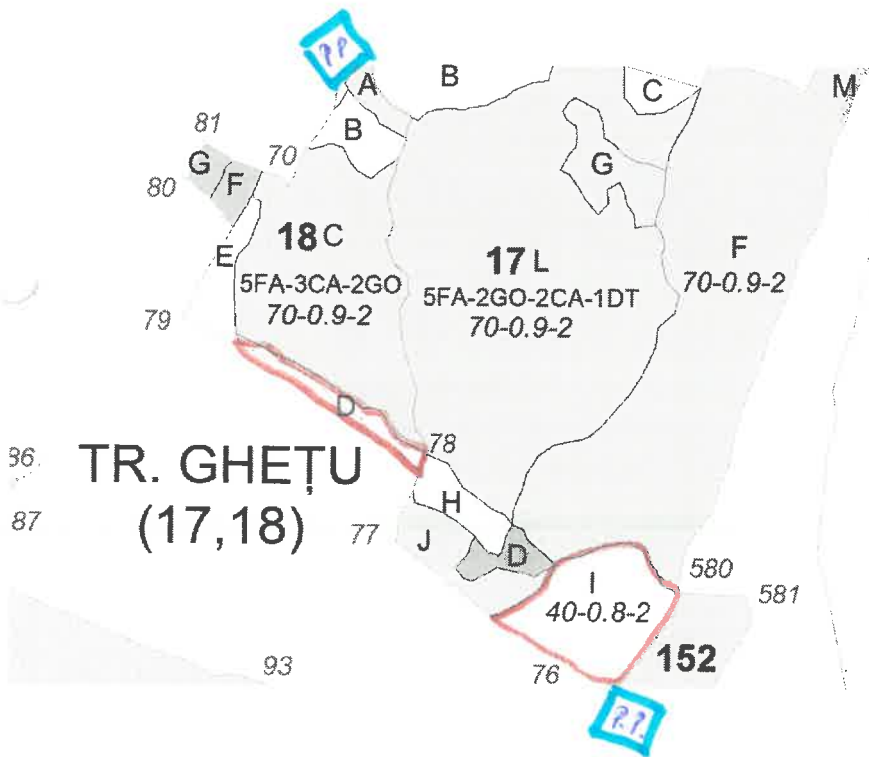 P.P.
A
B
C
M
81
B
70
G
G
80
F
18 C
17 L
F
E
5FA-3CA-2GO
5FA-2GO-2CA-1DT
70-0.9-2
79
70-0.9-2
70-0.9-2
D
78
86
TR. GHEȚU
H
87
(17,18)
77
J
D
580
I
581
40-0.8-2
152
93
76
P.P.